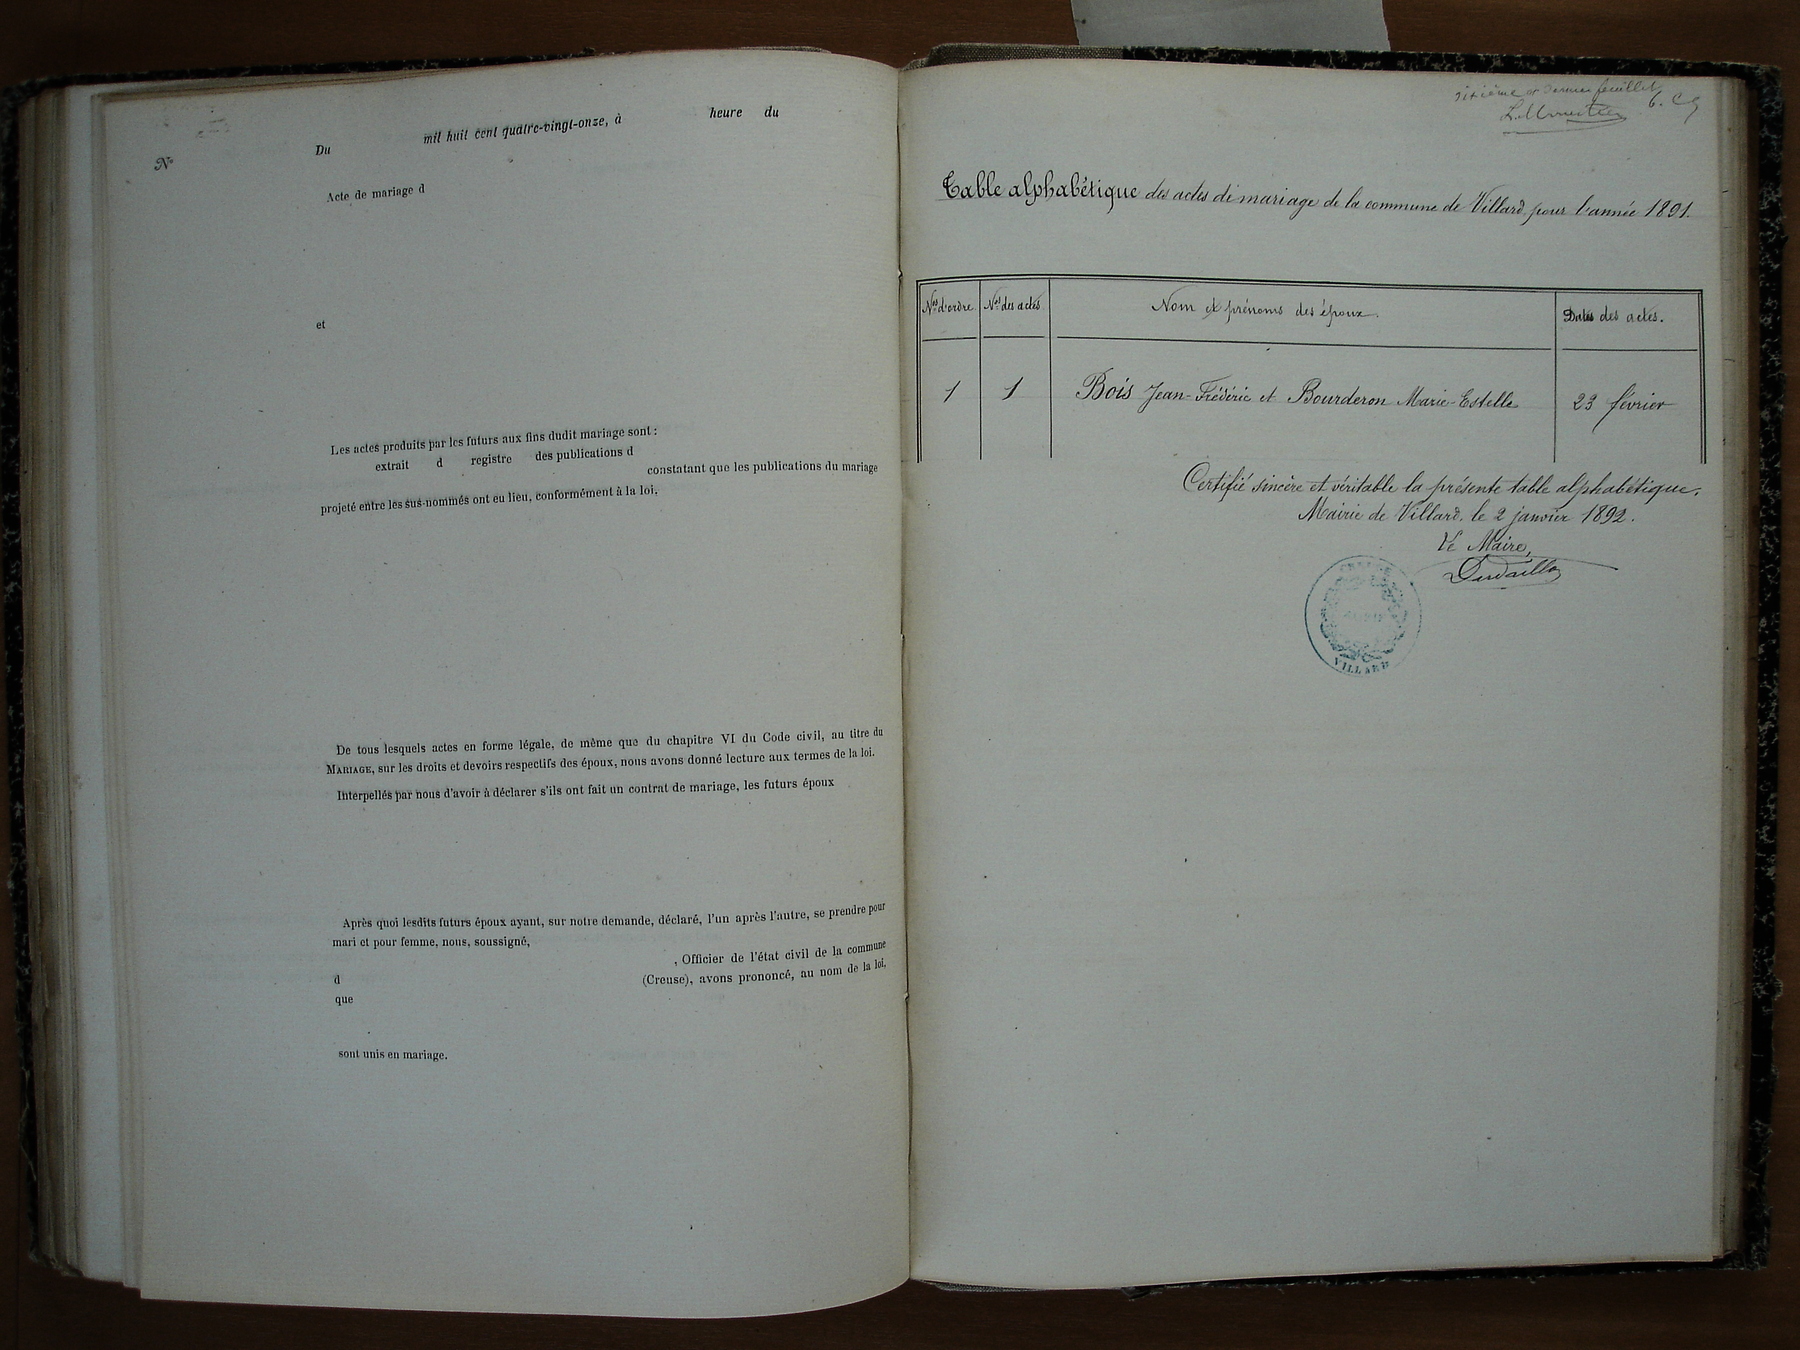 N°
Du mil huit cent quatre-vingt-onze, à heure du
Acte de mariage d
et
Les actes produits par les futurs aux fins dudit mariage sont :
extrait d registre des publications d
constatant que les publications du mariage
projeté entre les sus-nommés ont eu lieu, conformément à la loi.
De tous lesquels actes en forme légale, de même que du chapitre VI du Code civil, au titre du
MARIAGE, sur les droits et devoirs respectifs des époux, nous avons donné lecture aux termes de la loi.
Interpellés par nous d'avoir à déclarer s'ils ont fait un contrat de mariage, les futurs époux
Après quoi lesdits futurs époux ayant, sur notre demande, déclaré, l'un après l'autre, se prendre pour
mari et pour femme, nous, soussigné,
, Officier de l'état civil de la commune
d (Creuse), avons prononcé, au nom de la loi,
que
sont unis en mariage.
et dernier feuillet
Table alphabétique des actes de mariage de la commune de Villard, pour l'année 1891.
Nos d'ordre Nos des actes Nom et prénoms des époux. Dates des actes.
1 1 Bois Jean-Frédéric et Bourderon Marie-Estelle 23 février
Certifié sincère et véritable la présente table alphabétique.
Mairie de Villard, le 2 janvier 1892.
Le Maire,
VILLARD